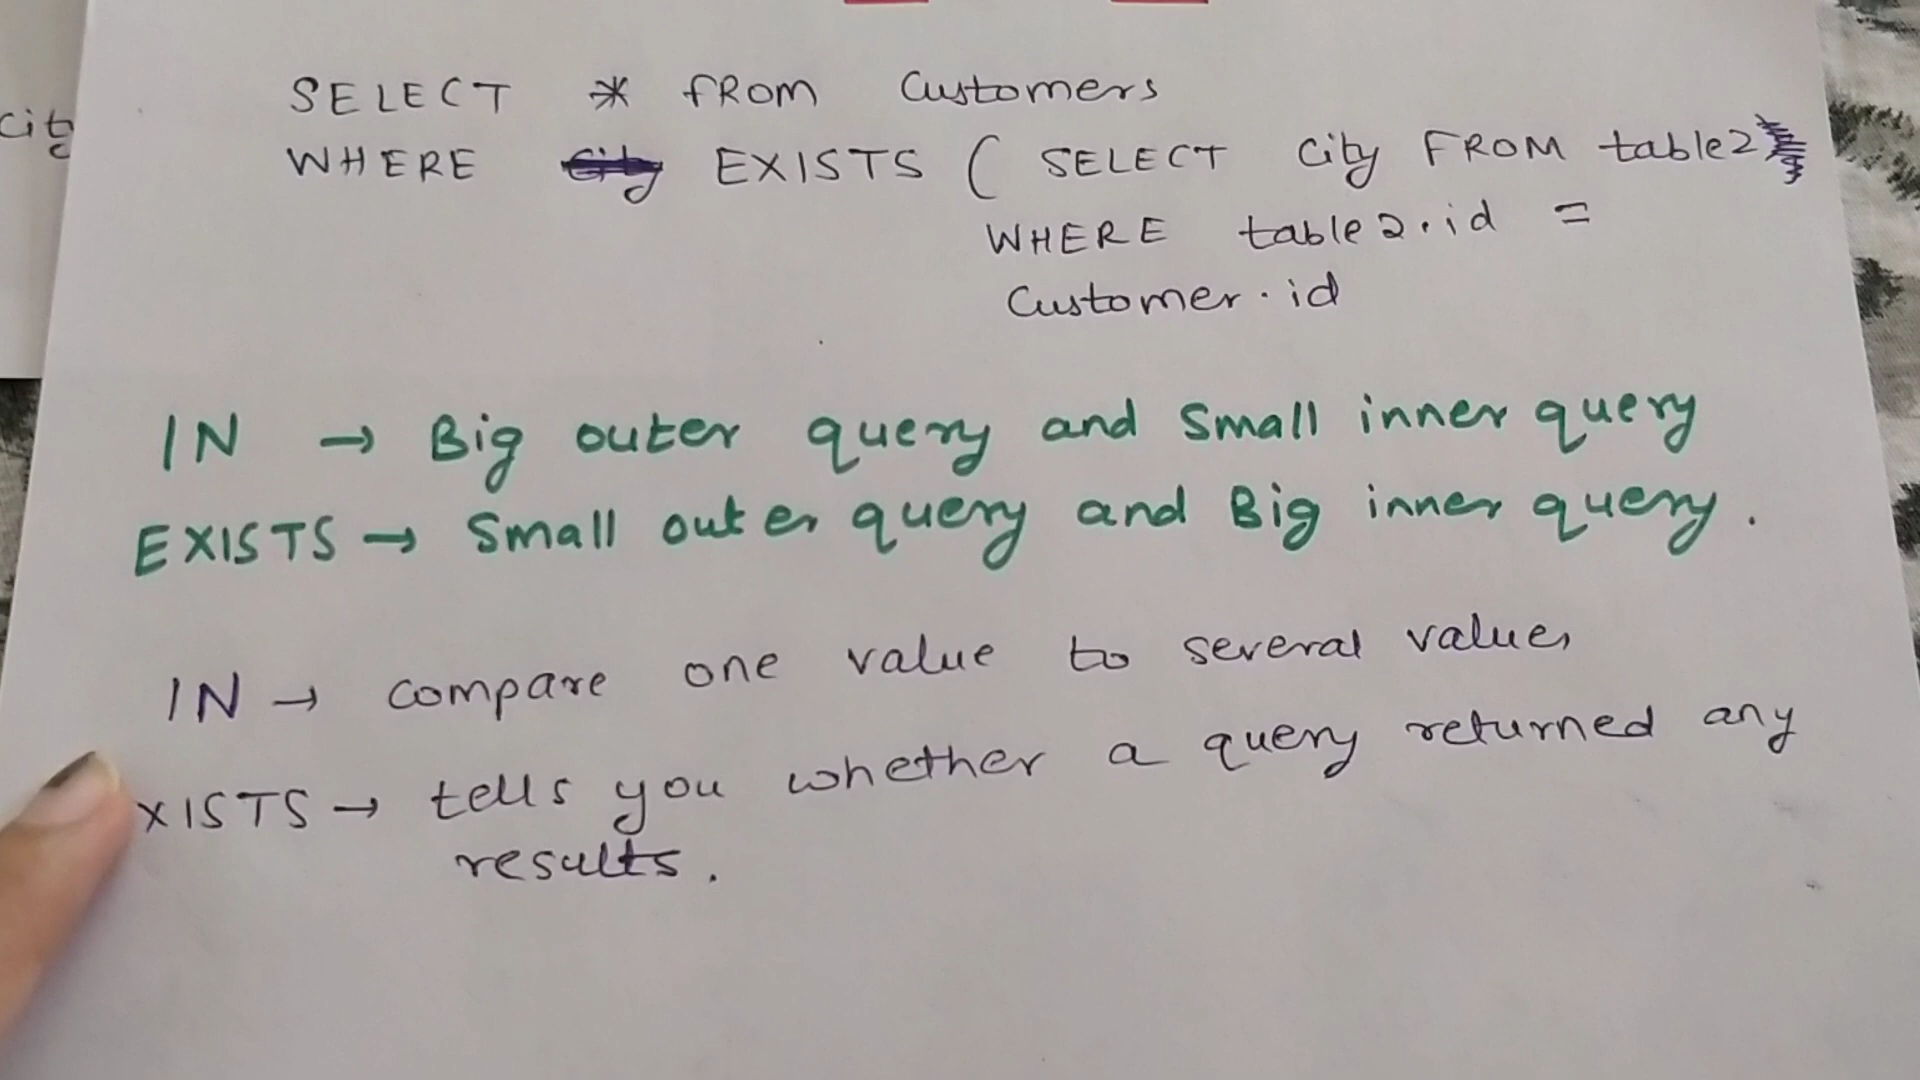 City
SELECT * FROM Customers
WHERE EXISTS ( SELECT City FROM table2
WHERE table2.id =
Customer.id
IN → Big outer query and Small inner query
EXISTS → Small outer query and Big inner query.
IN → compare one value to several values
XISTS → tells you whether a query returned any
results.